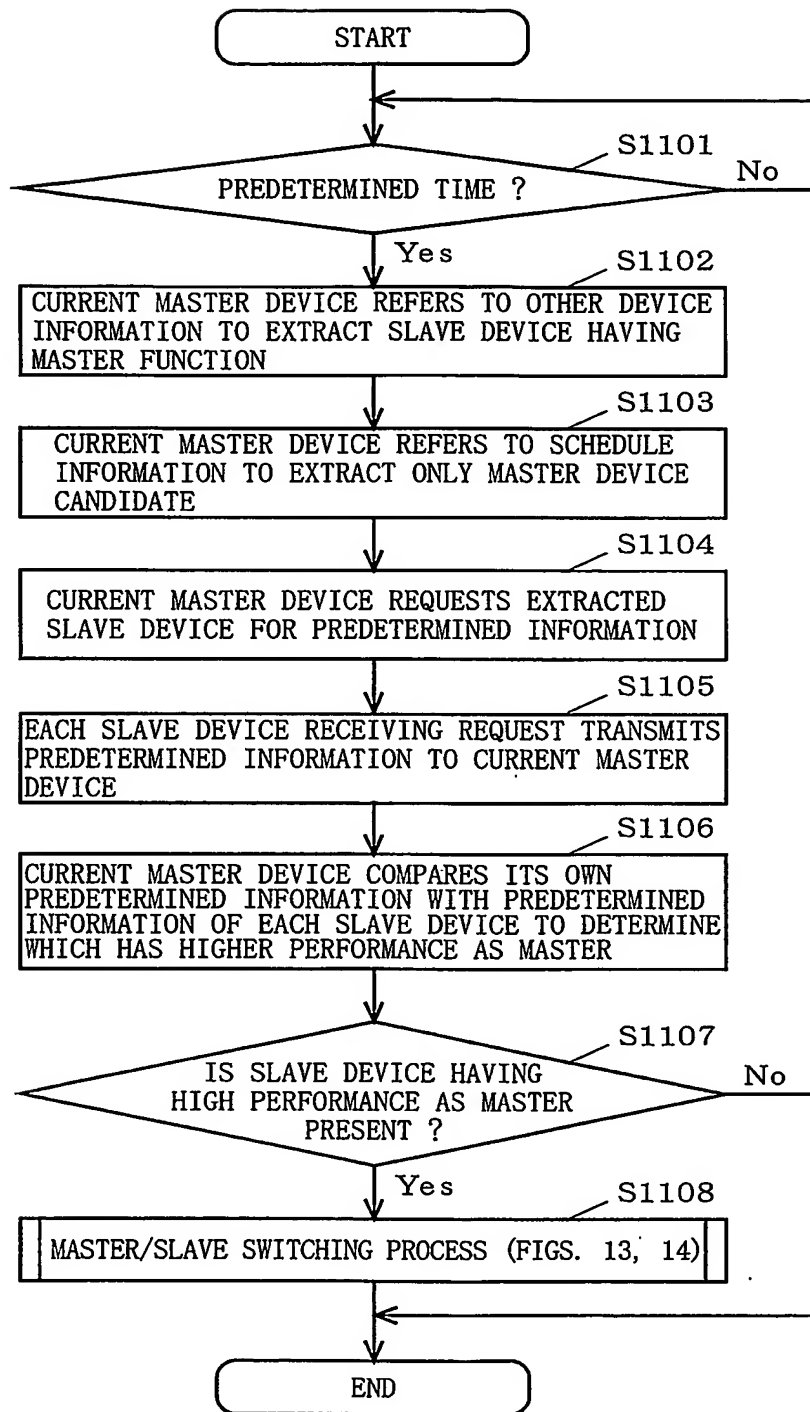 START
S1101
PREDETERMINED TIME ?
No
Yes
S1102
CURRENT MASTER DEVICE REFERS TO OTHER DEVICE
INFORMATION TO EXTRACT SLAVE DEVICE HAVING
MASTER FUNCTION
S1103
CURRENT MASTER DEVICE REFERS TO SCHEDULE
INFORMATION TO EXTRACT ONLY MASTER DEVICE
CANDIDATE
S1104
CURRENT MASTER DEVICE REQUESTS EXTRACTED
SLAVE DEVICE FOR PREDETERMINED INFORMATION
S1105
EACH SLAVE DEVICE RECEIVING REQUEST TRANSMITS
PREDETERMINED INFORMATION TO CURRENT MASTER
DEVICE
S1106
CURRENT MASTER DEVICE COMPARES ITS OWN
PREDETERMINED INFORMATION WITH PREDETERMINED
INFORMATION OF EACH SLAVE DEVICE TO DETERMINE
WHICH HAS HIGHER PERFORMANCE AS MASTER
S1107
IS SLAVE DEVICE HAVING
HIGH PERFORMANCE AS MASTER
PRESENT ?
No
Yes
S1108
MASTER/SLAVE SWITCHING PROCESS (FIGS. 13, 14)
END